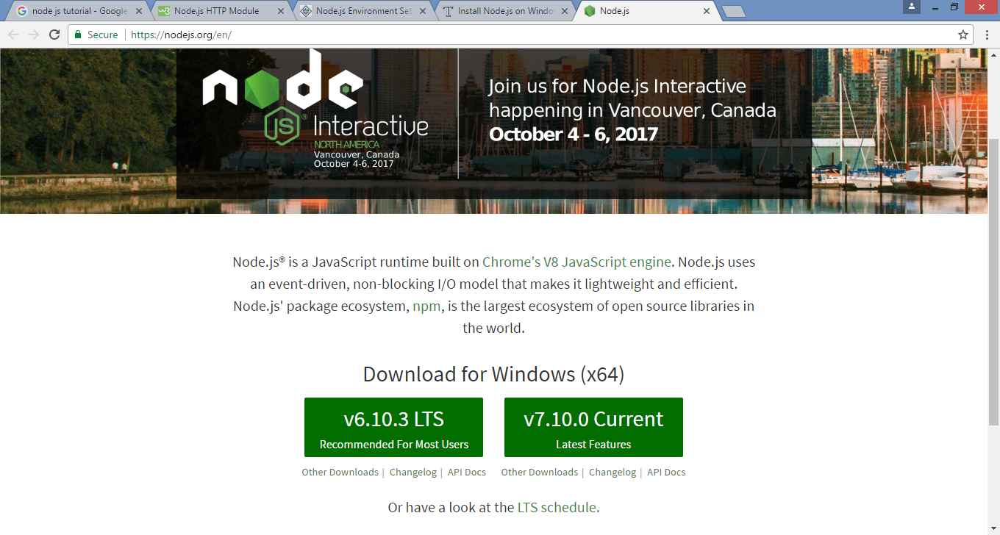 node js tutorial - Google
Node.js HTTP Module
Node.js Environment Set
Install Node.js on Windo
Node.js
Secure
https://nodejs.org/en/
node
JS® Interactive
NORTH AMERICA
Vancouver, Canada
October 4-6, 2017
Join us for Node.js Interactive
happening in Vancouver, Canada
October 4 - 6, 2017
Node.js® is a JavaScript runtime built on Chrome's V8 JavaScript engine. Node.js uses
an event-driven, non-blocking I/O model that makes it lightweight and efficient.
Node.js' package ecosystem, npm, is the largest ecosystem of open source libraries in
the world.
Download for Windows (x64)
v6.10.3 LTS
Recommended For Most Users
v7.10.0 Current
Latest Features
Other Downloads | Changelog | API Docs
Other Downloads | Changelog | API Docs
Or have a look at the LTS schedule.